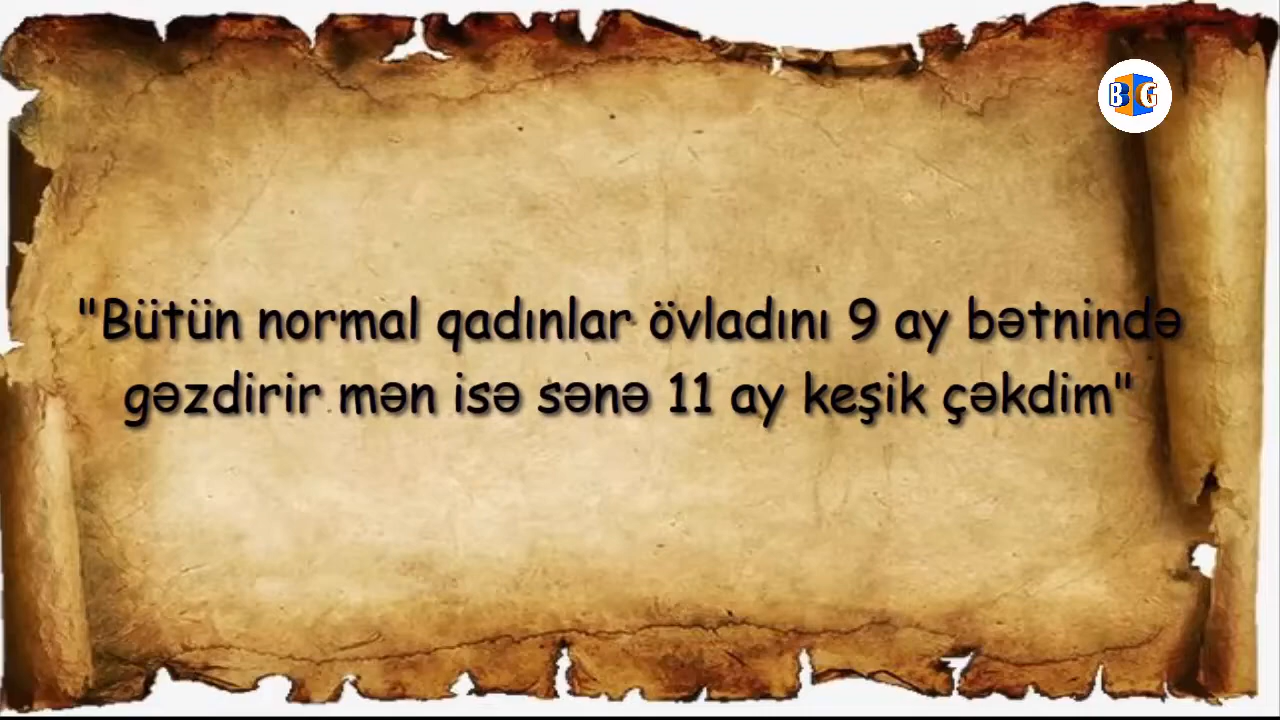 BG
"Bütün normal qadınlar övladını 9 ay bətnində
gəzdirir mən isə sənə 11 ay keşik çəkdim"